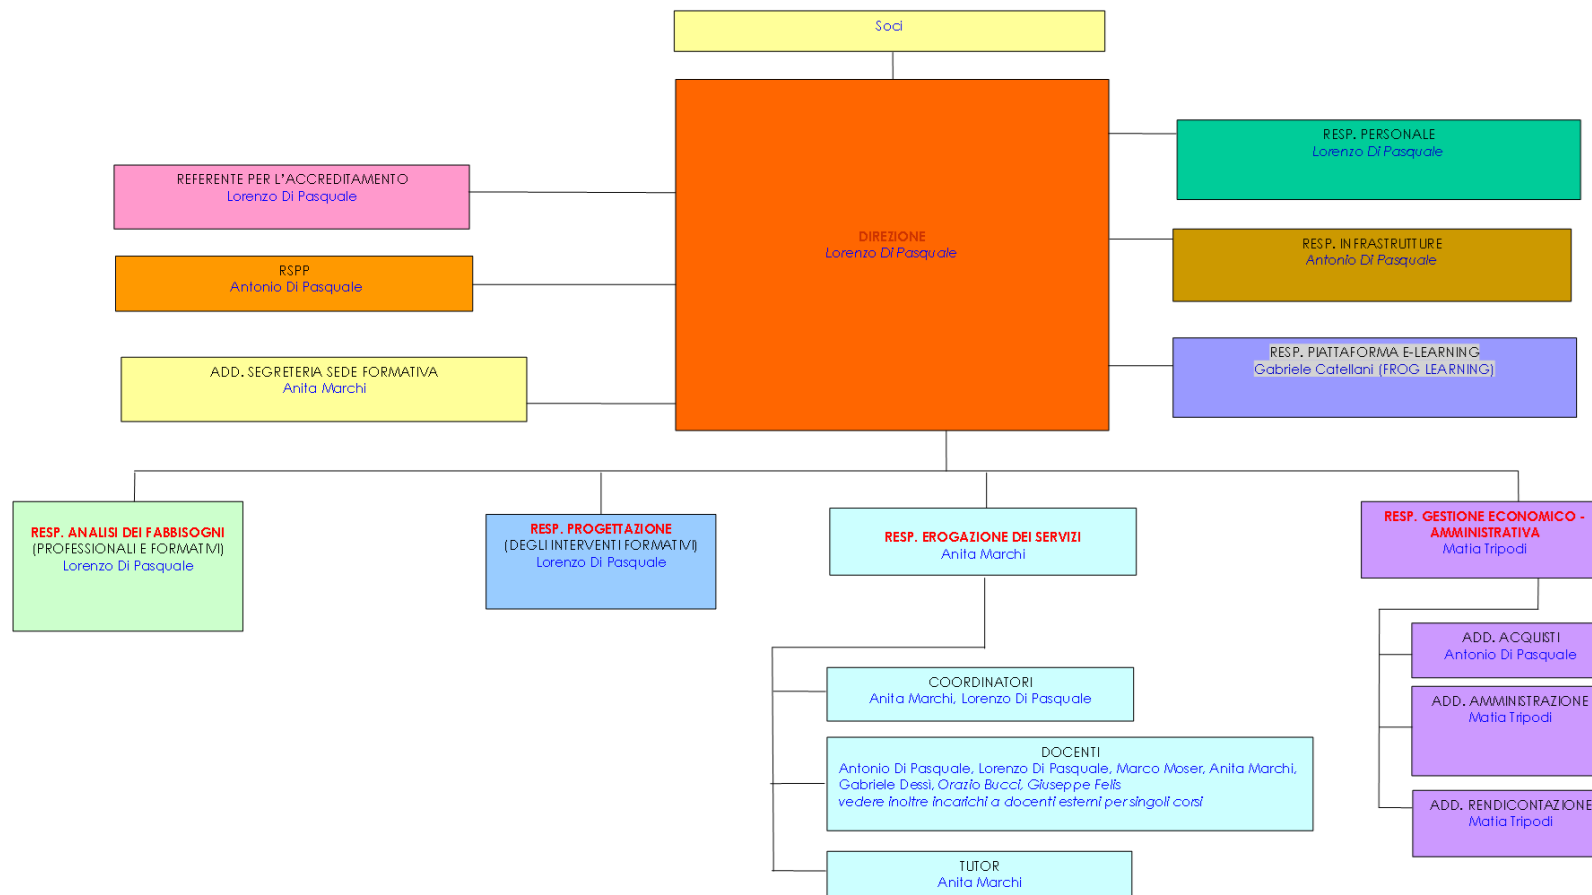 Soci
DIREZIONE
Lorenzo Di Pasquale
REFERENTE PER L'ACCREDITAMENTO
Lorenzo Di Pasquale
RSPP
Antonio Di Pasquale
ADD. SEGRETERIA SEDE FORMATIVA
Anita Marchi
RESP. PERSONALE
Lorenzo Di Pasquale
RESP. INFRASTRUTTURE
Antonio Di Pasquale
RESP. PIATTAFORMA E-LEARNING
Gabriele Catellani (FROG LEARNING)
RESP. ANALISI DEI FABBISOGNI
(PROFESSIONALI E FORMATIVI)
Lorenzo Di Pasquale
RESP. PROGETTAZIONE
(DEGLI INTERVENTI FORMATIVI)
Lorenzo Di Pasquale
RESP. EROGAZIONE DEI SERVIZI
Anita Marchi
COORDINATORI
Anita Marchi, Lorenzo Di Pasquale
DOCENTI
Antonio Di Pasquale, Lorenzo Di Pasquale, Marco Moser, Anita Marchi,
Gabriele Dessì, Orazio Bucci, Giuseppe Felis
vedere inoltre incarichi a docenti esterni per singoli corsi
TUTOR
Anita Marchi
RESP. GESTIONE ECONOMICO -
AMMINISTRATIVA
Matia Tripodi
ADD. ACQUISTI
Antonio Di Pasquale
ADD. AMMINISTRAZIONE
Matia Tripodi
ADD. RENDICONTAZIONE
Matia Tripodi